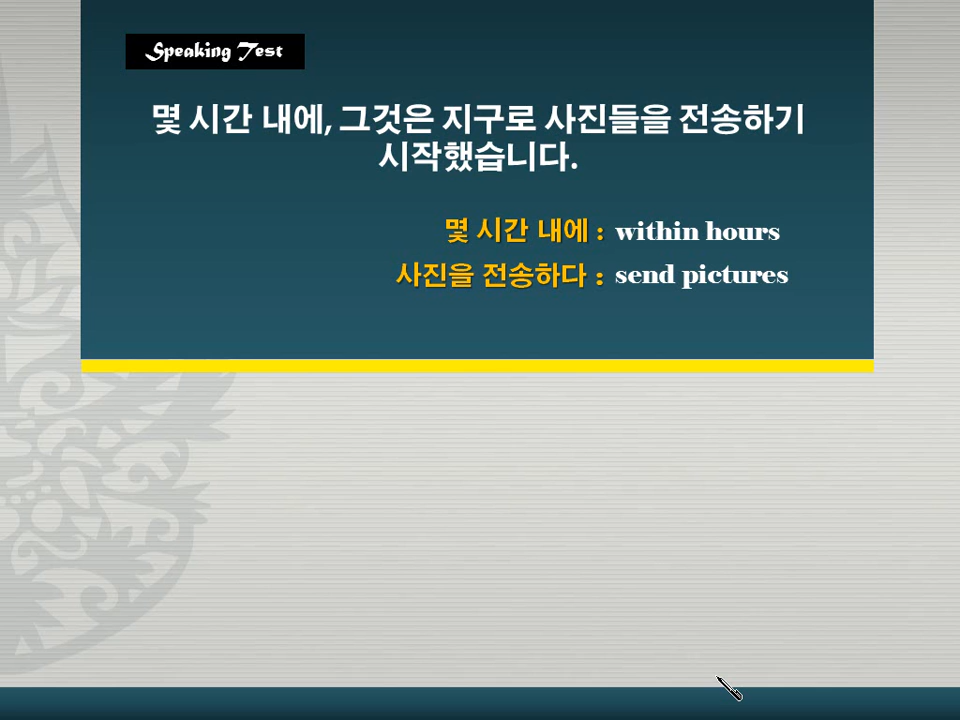 Speaking Test
몇 시간 내에, 그것은 지구로 사진들을 전송하기
시작했습니다.
몇 시간 내에 : within hours
사진을 전송하다 : send pictures